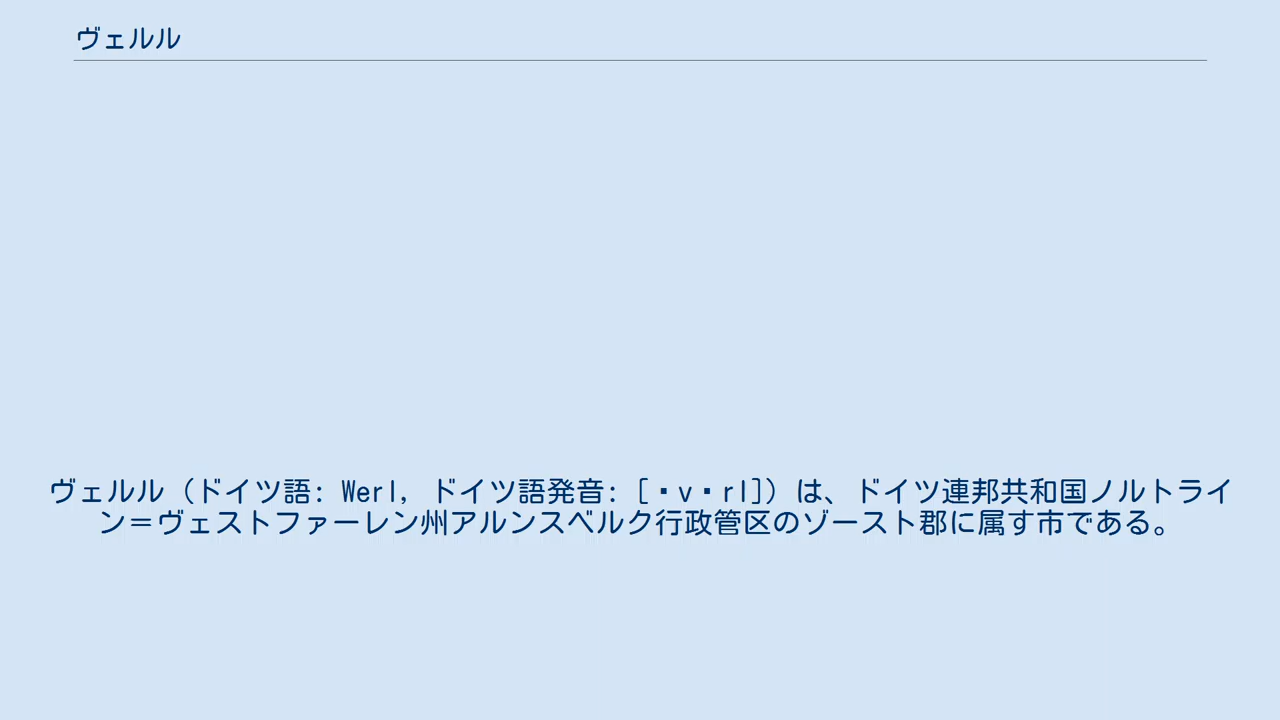 ヴェルル
ヴェルル（ドイツ語: Werl, ドイツ語発音: [・v・rl]）は、ドイツ連邦共和国ノルトライ
ン＝ヴェストファーレン州アルンスベルク行政管区のゾースト郡に属す市である。